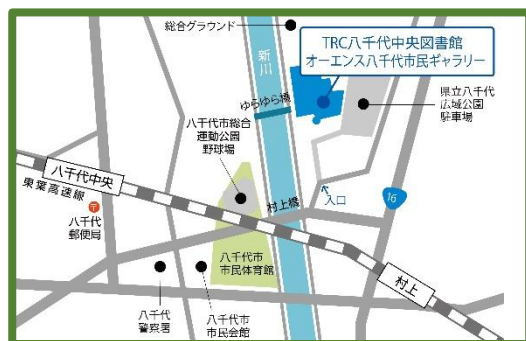 総合グラウンド
新川
TRC八千代中央図書館
オーエンス八千代市民ギャラリー
ゆらゆら橋
県立八千代
広域公園
駐車場
八千代市総合
運動公園
野球場
八千代中央
東葉高速線
〒
八千代
郵便局
村上橋
入口
16
八千代市
市民体育館
村上
八千代
警察署
八千代市
市民会館